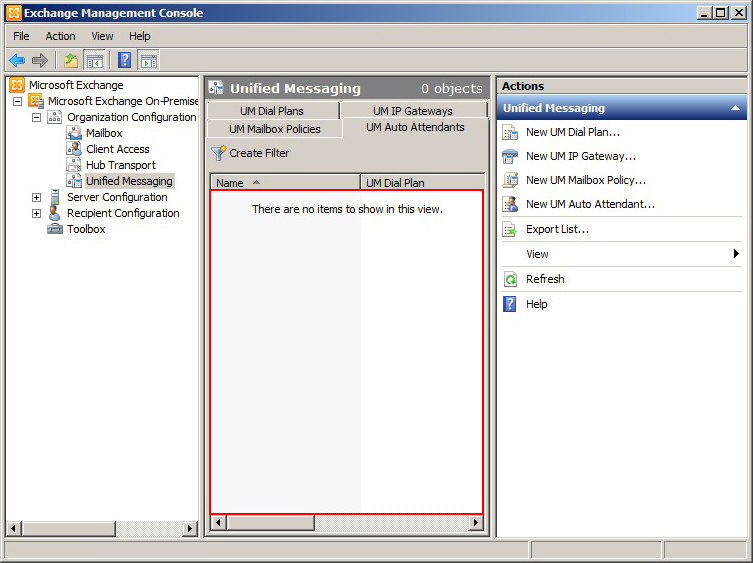 Exchange Management Console
File Action View Help
Microsoft Exchange
Microsoft Exchange On-Premise
Organization Configuration
Mailbox
Client Access
Hub Transport
Unified Messaging
Server Configuration
Recipient Configuration
Toolbox
Unified Messaging 0 objects
UM Dial Plans UM IP Gateways
UM Mailbox Policies UM Auto Attendants
Create Filter
Name UM Dial Plan
There are no items to show in this view.
Actions
Unified Messaging
New UM Dial Plan...
New UM IP Gateway...
New UM Mailbox Policy...
New UM Auto Attendant...
Export List...
View
Refresh
Help